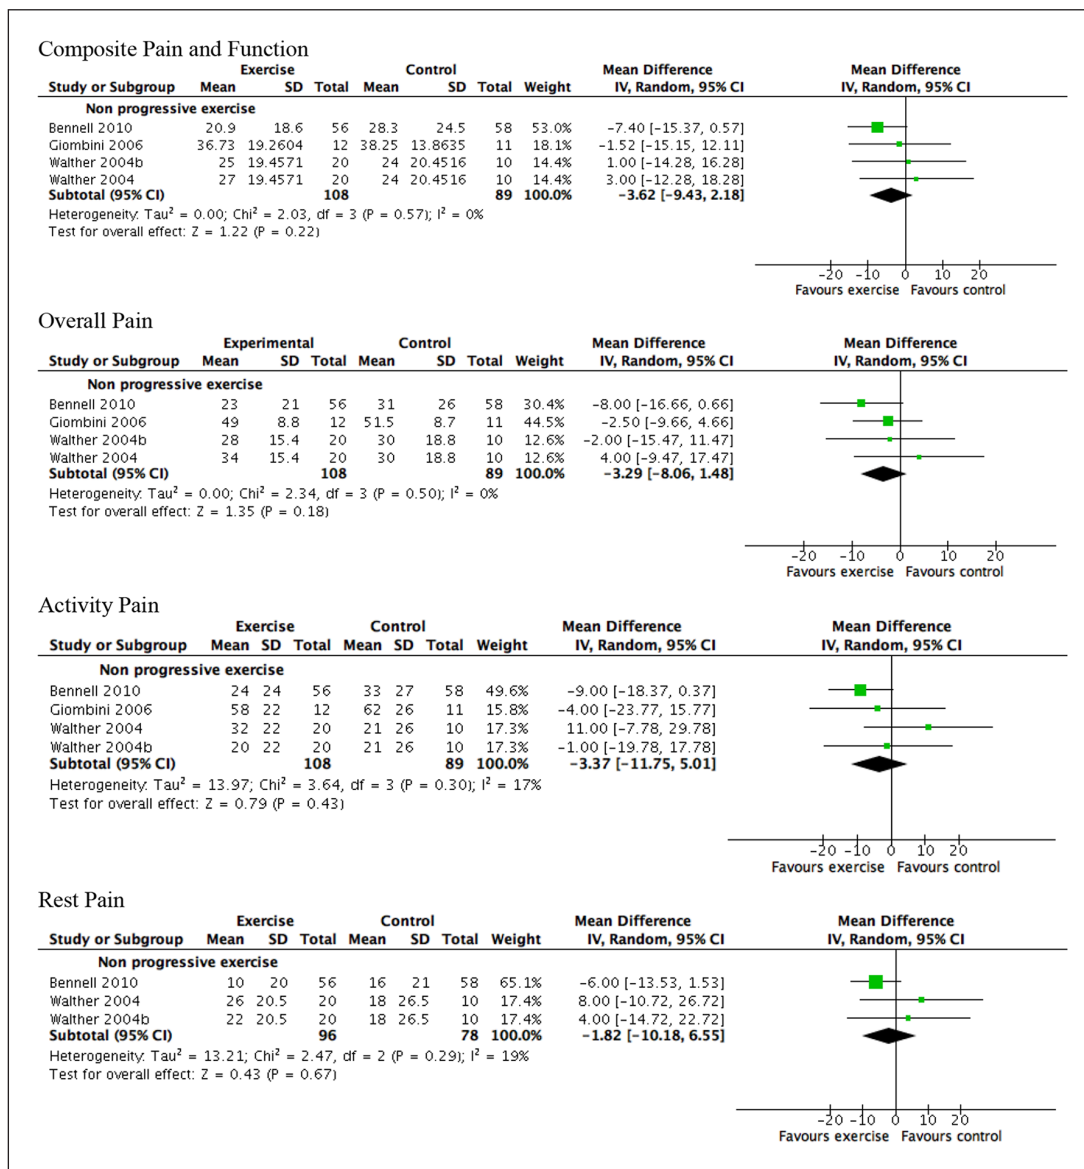 Composite Pain and Function
Exercise Control Mean Difference Mean Difference
Study or Subgroup Mean SD Total Mean SD Total Weight IV, Random, 95% CI IV, Random, 95% CI
Non progressive exercise
Bennell 2010 20.9 18.6 56 28.3 24.5 58 53.0% -7.40 [-15.37, 0.57]
Giombini 2006 36.73 19.2604 12 38.25 13.8635 11 18.1% -1.52 [-15.15, 12.11]
Walther 2004b 25 19.4571 20 24 20.4516 10 14.4% 1.00 [-14.28, 16.28]
Walther 2004 27 19.4571 20 24 20.4516 10 14.4% 3.00 [-12.28, 18.28]
Subtotal (95% CI) 108 89 100.0% -3.62 [-9.43, 2.18]
Heterogeneity: Tau² = 0.00; Chi² = 2.03, df = 3 (P = 0.57); I² = 0%
Test for overall effect: Z = 1.22 (P = 0.22)
-20 -10 0 10 20
Favours exercise Favours control
Overall Pain
Experimental Control Mean Difference Mean Difference
Study or Subgroup Mean SD Total Mean SD Total Weight IV, Random, 95% CI IV, Random, 95% CI
Non progressive exercise
Bennell 2010 23 21 56 31 26 58 30.4% -8.00 [-16.66, 0.66]
Giombini 2006 49 8.8 12 51.5 8.7 11 44.5% -2.50 [-9.66, 4.66]
Walther 2004b 28 15.4 20 30 18.8 10 12.6% -2.00 [-15.47, 11.47]
Walther 2004 34 15.4 20 30 18.8 10 12.6% 4.00 [-9.47, 17.47]
Subtotal (95% CI) 108 89 100.0% -3.29 [-8.06, 1.48]
Heterogeneity: Tau² = 0.00; Chi² = 2.34, df = 3 (P = 0.50); I² = 0%
Test for overall effect: Z = 1.35 (P = 0.18)
-20 -10 0 10 20
Favours exercise Favours control
Activity Pain
Exercise Control Mean Difference Mean Difference
Study or Subgroup Mean SD Total Mean SD Total Weight IV, Random, 95% CI IV, Random, 95% CI
Non progressive exercise
Bennell 2010 24 24 56 33 27 58 49.6% -9.00 [-18.37, 0.37]
Giombini 2006 58 22 12 62 26 11 15.8% -4.00 [-23.77, 15.77]
Walther 2004 32 22 20 21 26 10 17.3% 11.00 [-7.78, 29.78]
Walther 2004b 20 22 20 21 26 10 17.3% -1.00 [-19.78, 17.78]
Subtotal (95% CI) 108 89 100.0% -3.37 [-11.75, 5.01]
Heterogeneity: Tau² = 13.97; Chi² = 3.64, df = 3 (P = 0.30); I² = 17%
Test for overall effect: Z = 0.79 (P = 0.43)
-20 -10 0 10 20
Favours exercise Favours control
Rest Pain
Exercise Control Mean Difference Mean Difference
Study or Subgroup Mean SD Total Mean SD Total Weight IV, Random, 95% CI IV, Random, 95% CI
Non progressive exercise
Bennell 2010 10 20 56 16 21 58 65.1% -6.00 [-13.53, 1.53]
Walther 2004 26 20.5 20 18 26.5 10 17.4% 8.00 [-10.72, 26.72]
Walther 2004b 22 20.5 20 18 26.5 10 17.4% 4.00 [-14.72, 22.72]
Subtotal (95% CI) 96 78 100.0% -1.82 [-10.18, 6.55]
Heterogeneity: Tau² = 13.21; Chi² = 2.47, df = 2 (P = 0.29); I² = 19%
Test for overall effect: Z = 0.43 (P = 0.67)
-20 -10 0 10 20
Favours exercise Favours control